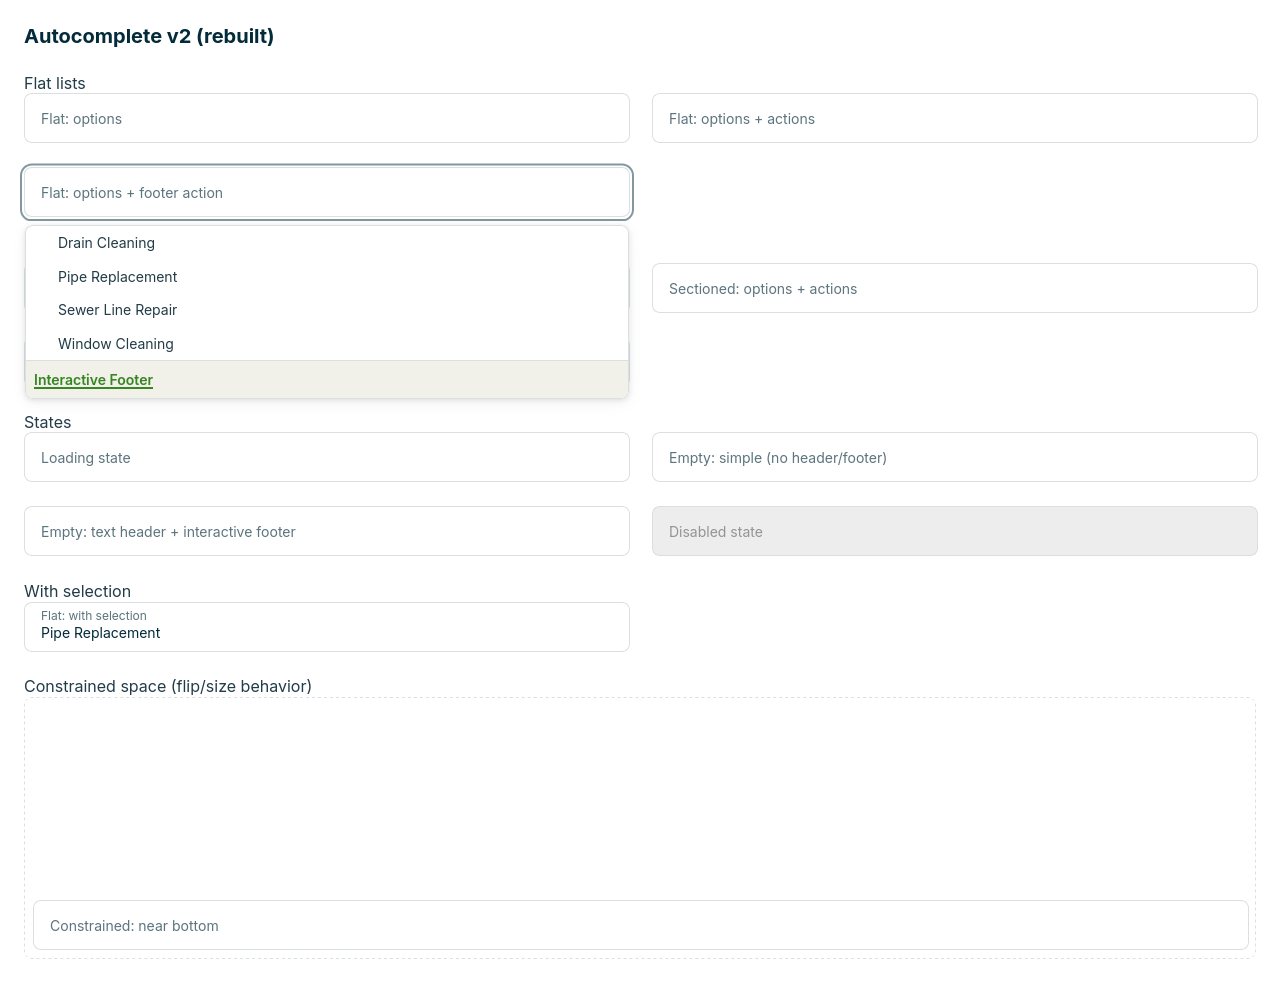 Autocomplete v2 (rebuilt)
Flat lists
Flat: options
Flat: options + actions
Flat: options + footer action
Drain Cleaning
Pipe Replacement
Sewer Line Repair
Window Cleaning
Interactive Footer
Sectioned: options + actions
States
Loading state
Empty: simple (no header/footer)
Empty: text header + interactive footer
Disabled state
With selection
Flat: with selection
Pipe Replacement
Constrained space (flip/size behavior)
Constrained: near bottom